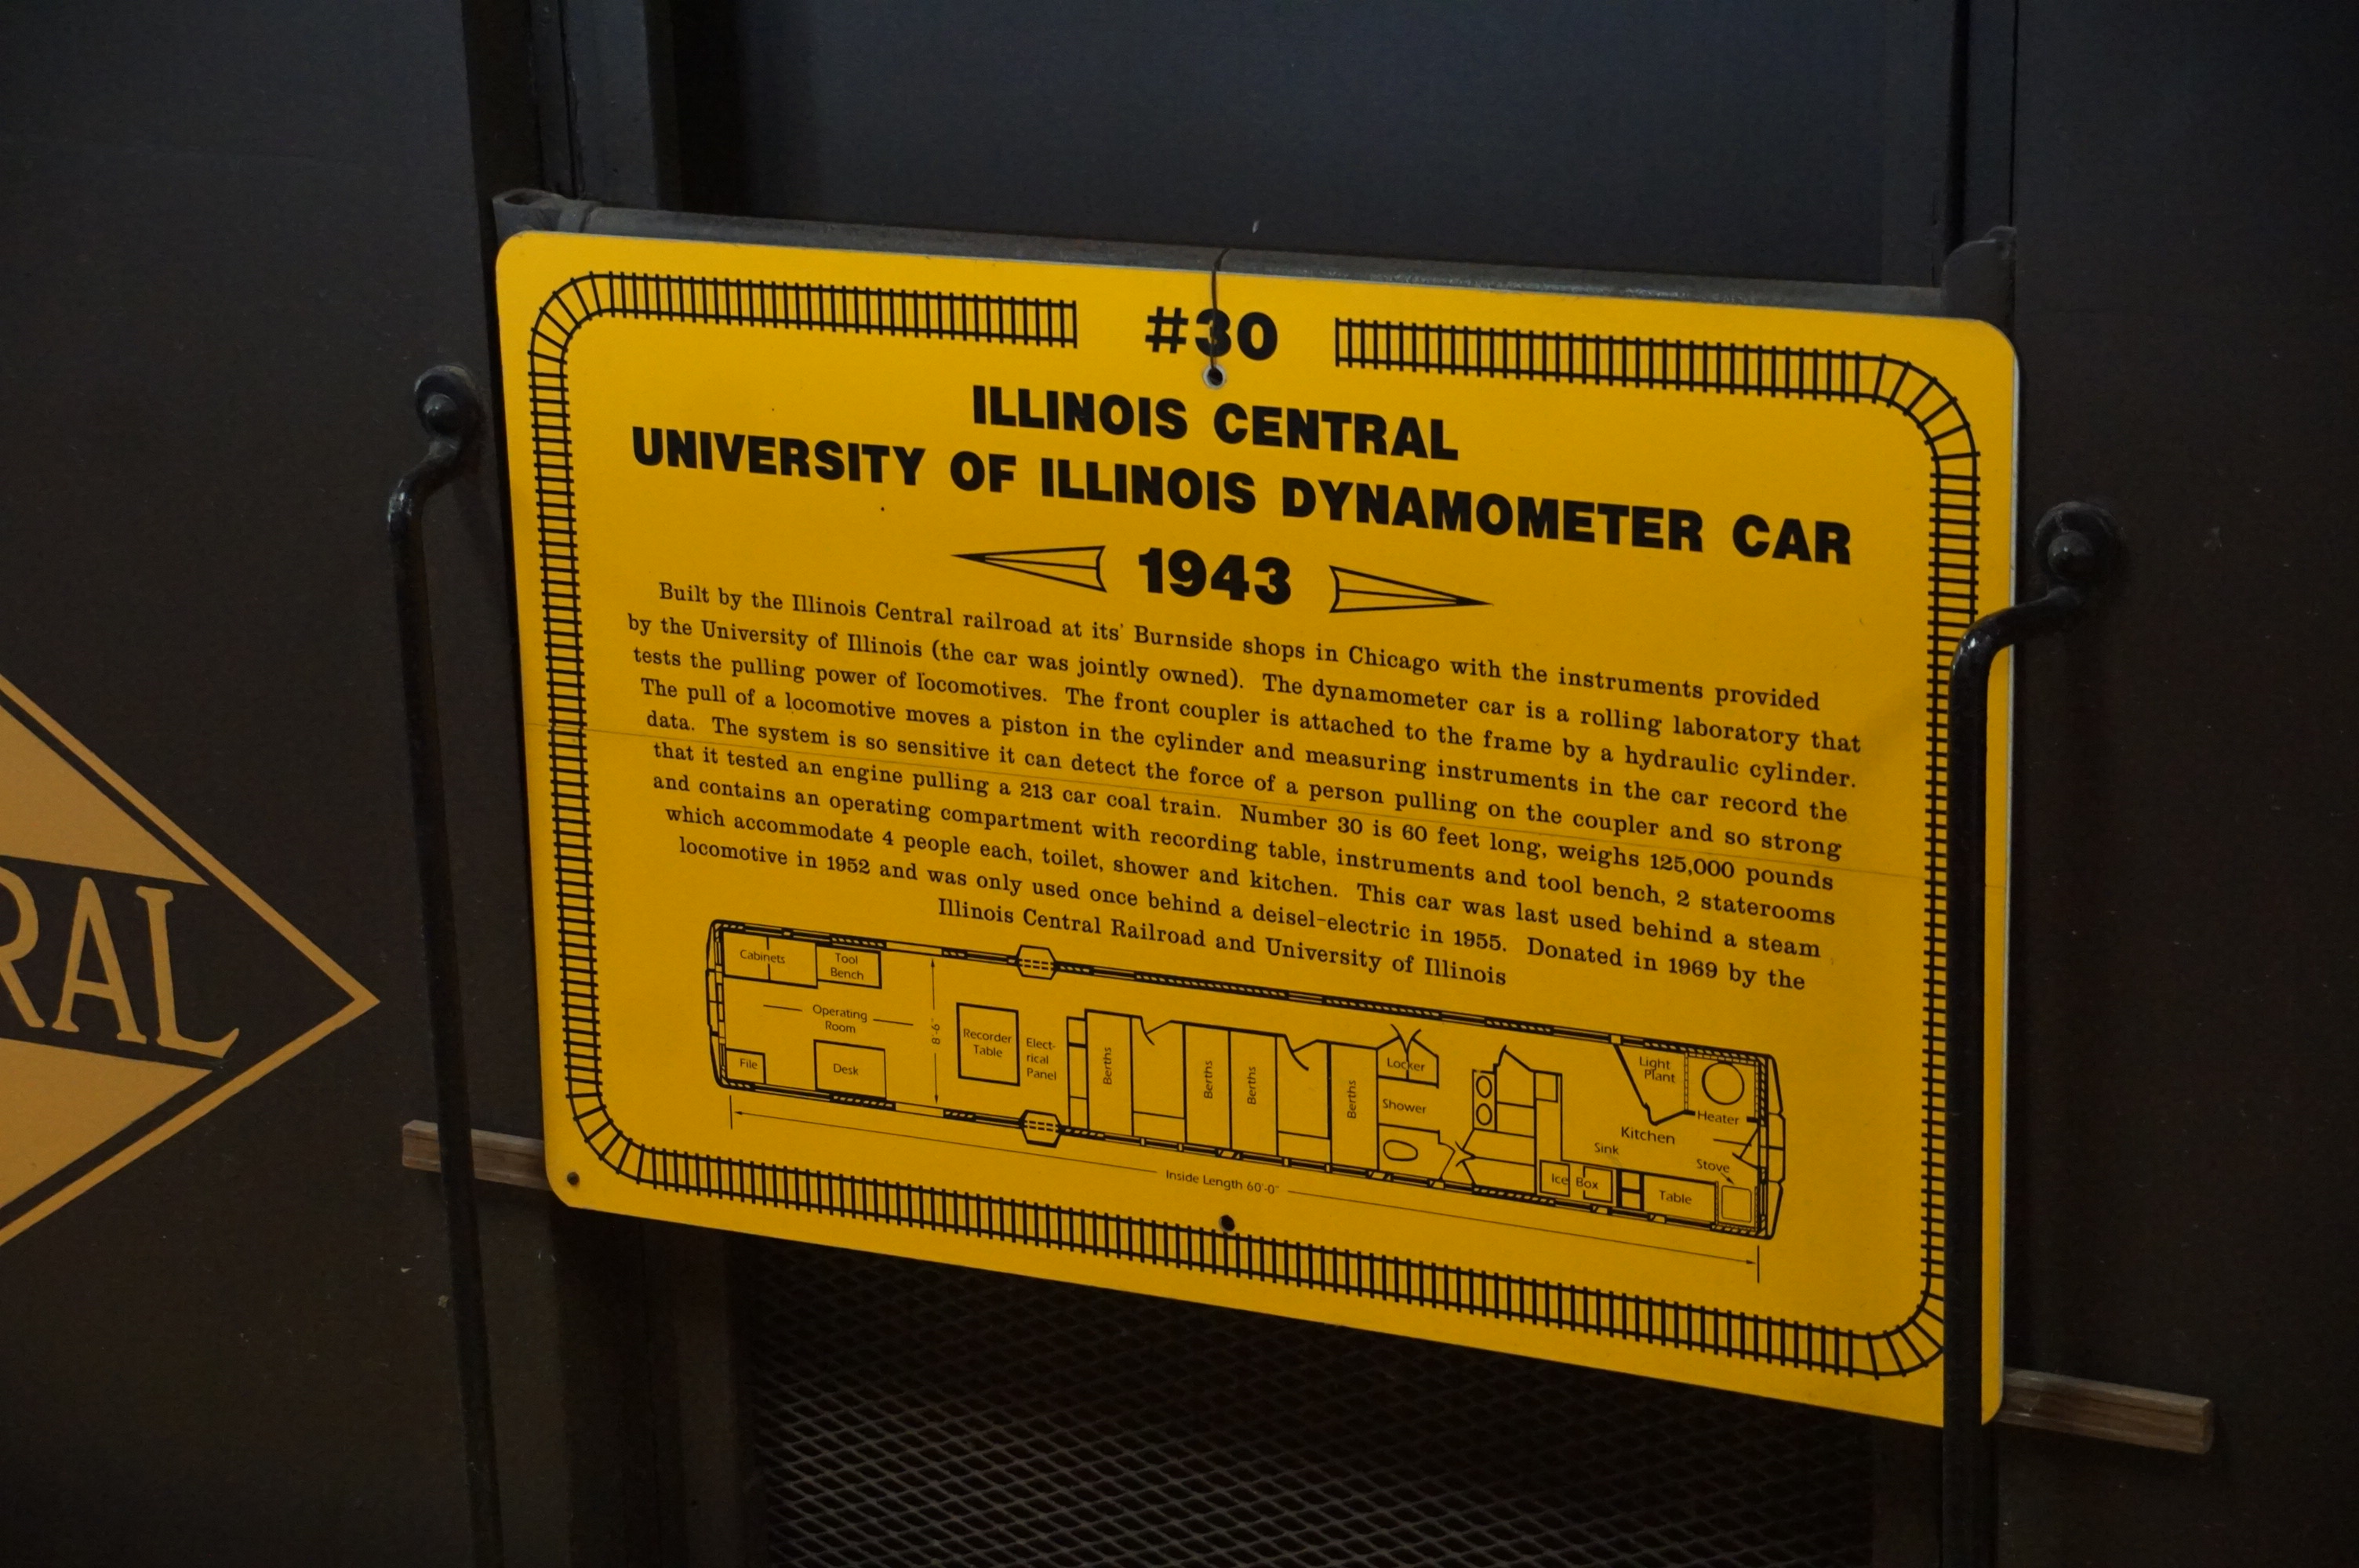 #30
ILLINOIS CENTRAL
UNIVERSITY OF ILLINOIS DYNAMOMETER CAR
1943
Built by the Illinois Central railroad at its' Burnside shops in Chicago with the instruments provided
by the University of Illinois (the car was jointly owned). The dynamometer car is a rolling laboratory that
tests the pulling power of locomotives. The front coupler is attached to the frame by a hydraulic cylinder.
The pull of a locomotive moves a piston in the cylinder and measuring instruments in the car record the
data. The system is so sensitive it can detect the force of a person pulling on the coupler and so strong
that it tested an engine pulling a 213 car coal train. Number 30 is 60 feet long, weighs 125,000 pounds
and contains an operating compartment with recording table, instruments and tool bench, 2 staterooms
which accommodate 4 people each, toilet, shower and kitchen. This car was last used behind a steam
locomotive in 1952 and was only used once behind a deisel-electric in 1955. Donated in 1969 by the
Illinois Central Railroad and University of Illinois
Cabinets
Tool
Bench
Operating
Room
File
Desk
8'-6"
Recorder
Table
Elect-
rical
Panel
Berths
Berths
Berths
Berths
Locker
Shower
Light
Plant
Heater
Kitchen
Sink
Stove
Ice Box
Table
Inside Length 60'-0"
RAL